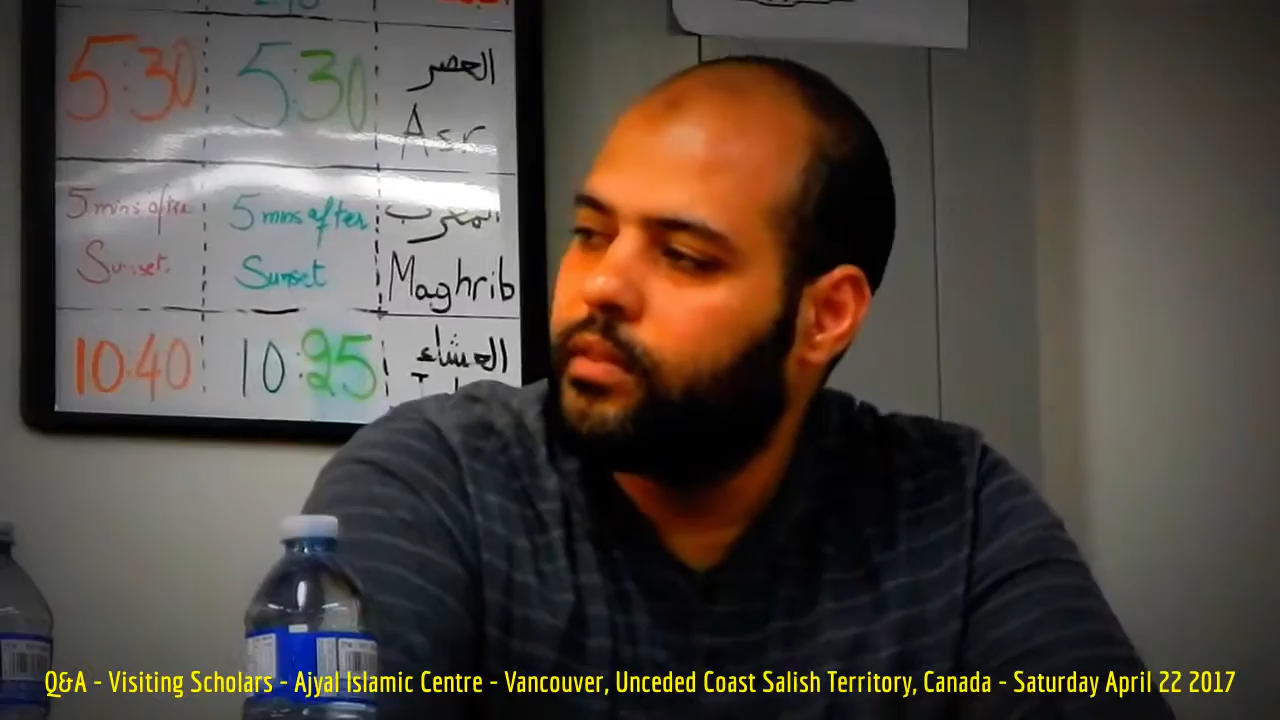 5:30 5:30 العصر
Asr
5 mins after 5 mins after المغرب
Sunset. Sunset Maghrib
10:40 10:25 العشاء
Q&A - Visiting Scholars - Ajyal Islamic Centre - Vancouver, Unceded Coast Salish Territory, Canada - Saturday April 22 2017